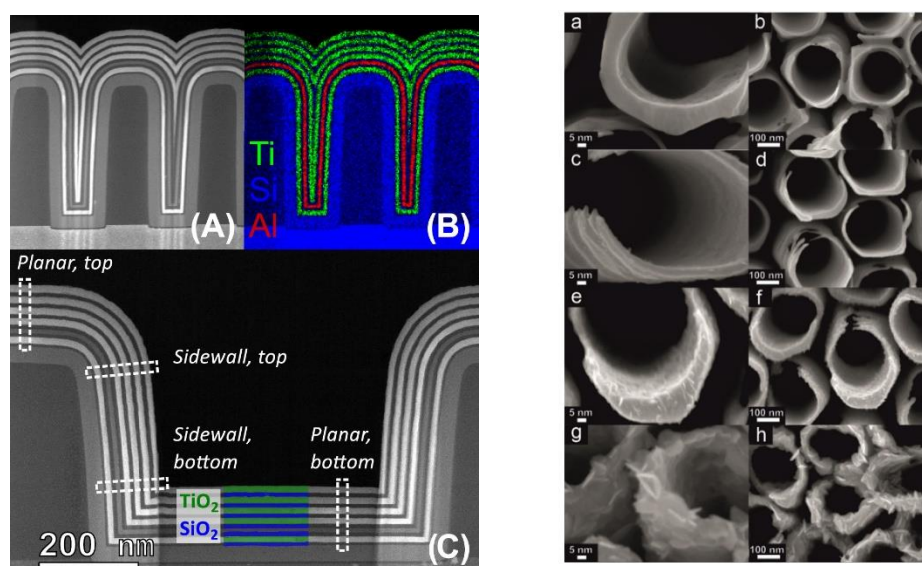 (A)
Ti
Si
Al
(B)
Planar, top
Sidewall, top
Sidewall,
bottom
Planar,
bottom
TiO₂
SiO₂
200 nm
(C)
a
5 nm
b
100 nm
c
5 nm
d
100 nm
e
5 nm
f
100 nm
g
5 nm
h
100 nm